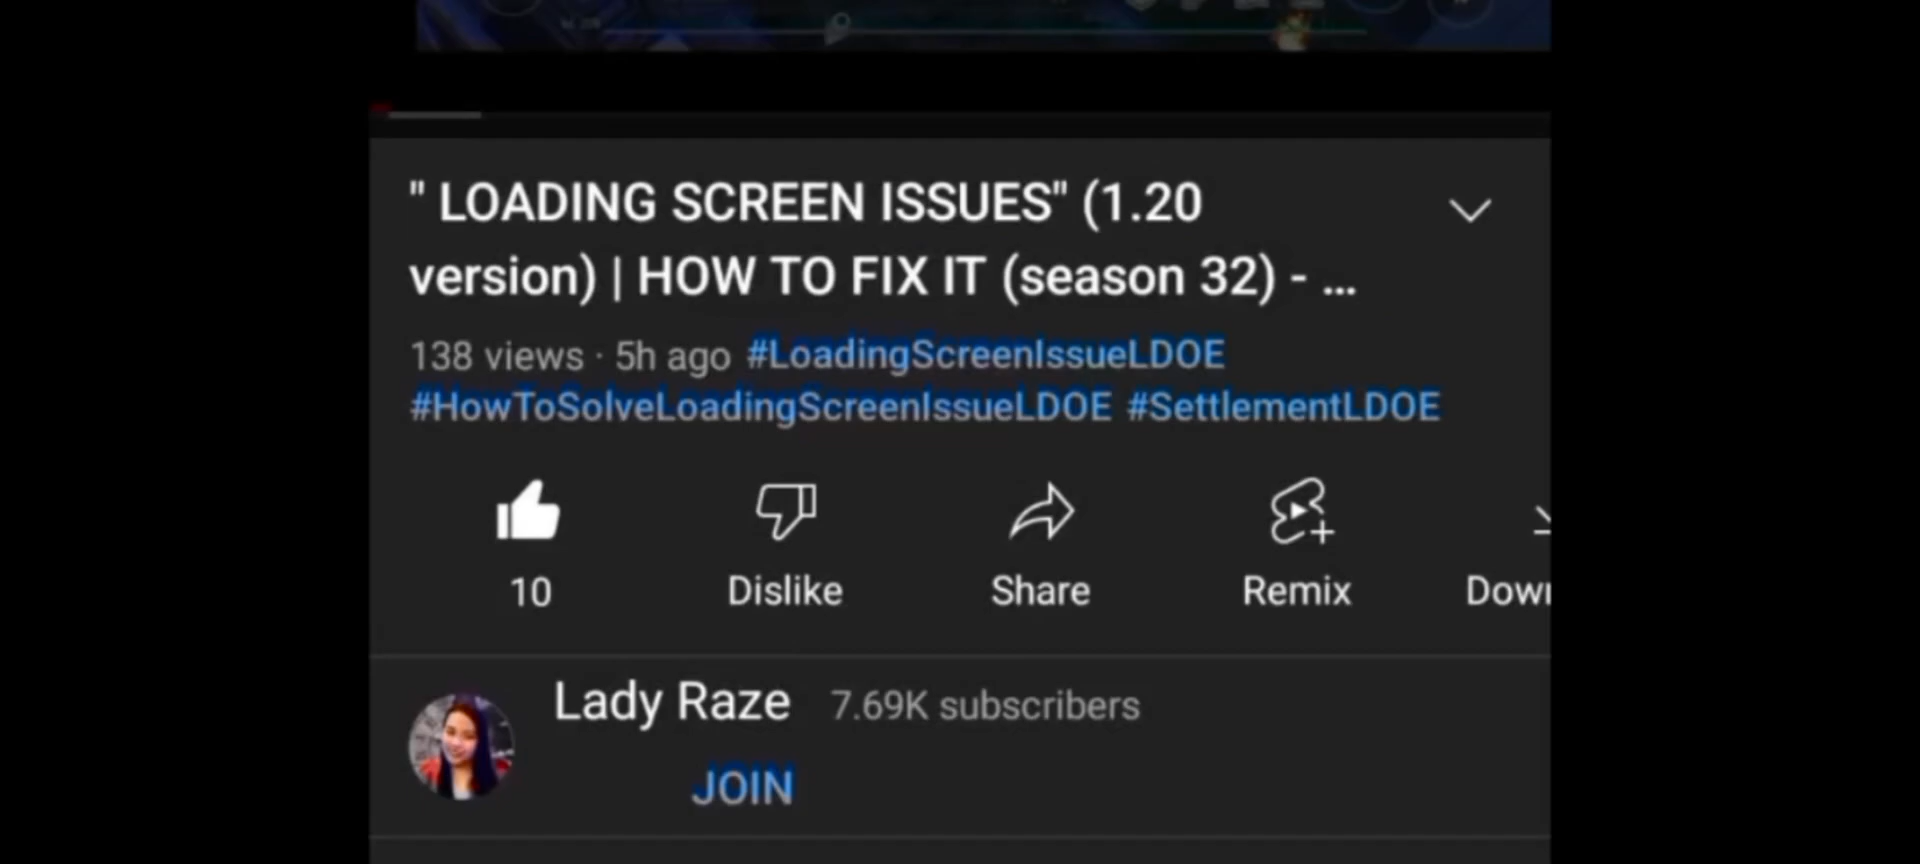 " LOADING SCREEN ISSUES" (1.20
version) | HOW TO FIX IT (season 32) - ...
138 views · 5h ago #LoadingScreenIssueLDOE
#HowToSolveLoadingScreenIssueLDOE #SettlementLDOE
10 Dislike Share Remix Down
Lady Raze 7.69K subscribers
JOIN